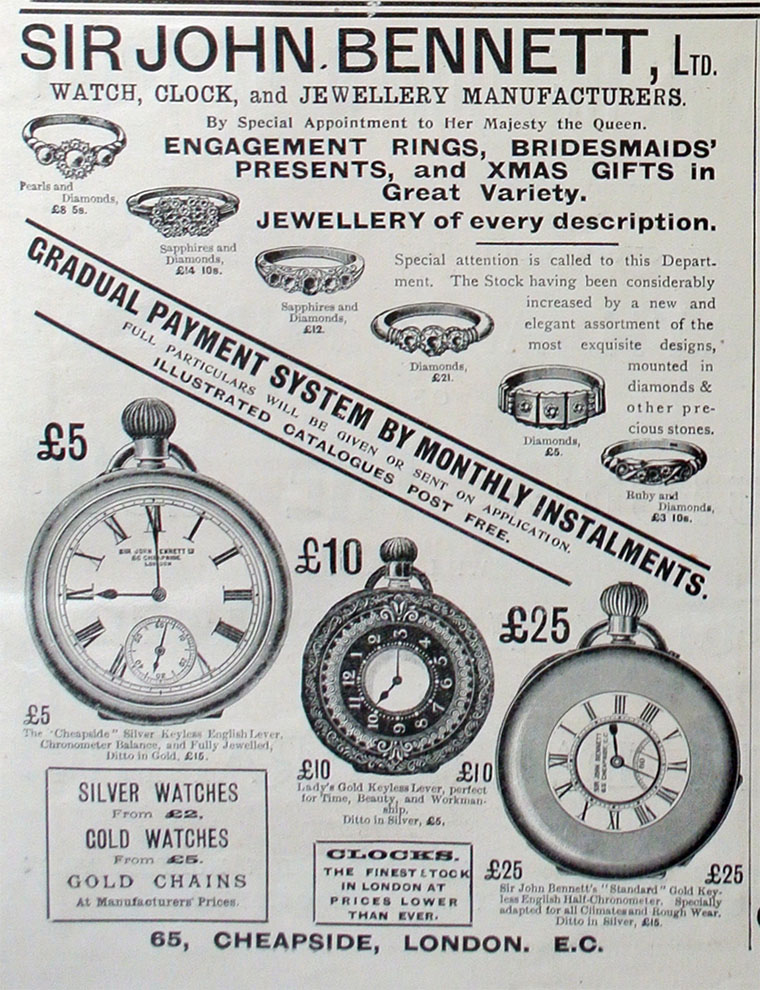 SIR JOHN BENNETT, LTD.
WATCH, CLOCK, and JEWELLERY MANUFACTURERS.
By Special Appointment to Her Majesty the Queen.
ENGAGEMENT RINGS, BRIDESMAIDS'
PRESENTS, and XMAS GIFTS in
Great Variety.
JEWELLERY of every description.
Pearls and
Diamonds,
£8 5s.
Sapphires and
Diamonds,
£14 10s.
Sapphires and
Diamonds,
£12.
Diamonds,
£21.
Diamonds,
£5.
Ruby and
Diamonds,
£3 10s.
Special attention is called to this Depart-
ment. The Stock having been considerably
increased by a new and
elegant assortment of the
most exquisite designs,
mounted in
diamonds &
other pre-
cious stones.
GRADUAL PAYMENT SYSTEM BY MONTHLY INSTALMENTS.
FULL PARTICULARS WILL BE GIVEN OR SENT ON APPLICATION.
ILLUSTRATED CATALOGUES POST FREE.
£5
SIR JOHN BENNETT LD
65 CHEAPSIDE
LONDON
£5
The "Cheapside" Silver Keyless English Lever,
Chronometer Balance, and Fully Jewelled,
Ditto in Gold, £15.
£10
£10 £10
Lady's Gold Keyless Lever, perfect
for Time, Beauty, and Workman-
ship.
Ditto in Silver, £5.
£25
SIR JOHN BENNETT
65 CHEAPSIDE
£25 £25
Sir John Bennett's "Standard" Gold Key-
less English Half-Chronometer. Specially
adapted for all Climates and Rough Wear.
Ditto in Silver, £15.
SILVER WATCHES
From £2.
GOLD WATCHES
From £5.
GOLD CHAINS
At Manufacturers' Prices.
CLOCKS.
THE FINEST STOCK
IN LONDON AT
PRICES LOWER
THAN EVER.
65, CHEAPSIDE, LONDON. E.C.